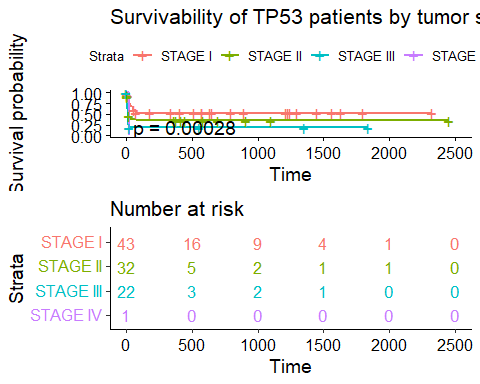 Survivability of TP53 patients by tumor s
Strata STAGE I STAGE II STAGE III STAGE
Survival probability
1.00
0.75
0.50
0.25
0.00
p = 0.00028
0 500 1000 1500 2000 2500
Time
Number at risk
Strata
STAGE I 43 16 9 4 1 0
STAGE II 32 5 2 1 1 0
STAGE III 22 3 2 1 0 0
STAGE IV 1 0 0 0 0 0
0 500 1000 1500 2000 2500
Time